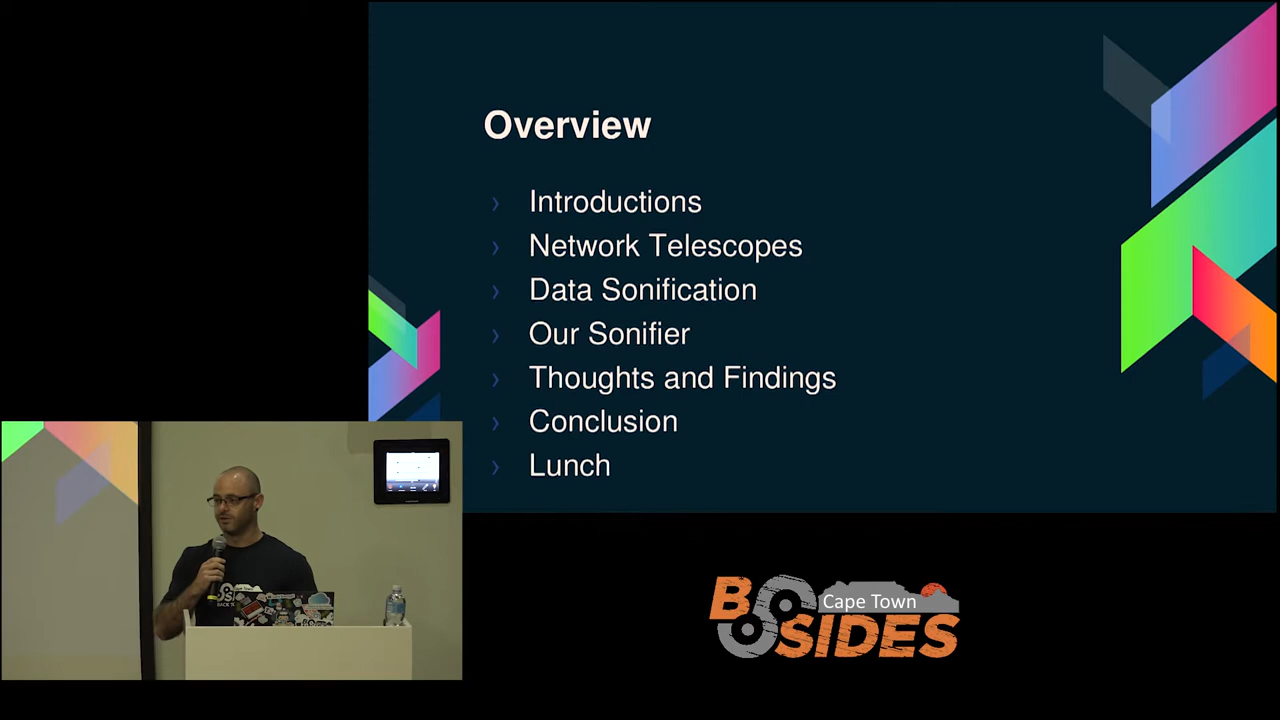 Overview
Introductions
Network Telescopes
Data Sonification
Our Sonifier
Thoughts and Findings
Conclusion
Lunch
B
Cape Town
SIDES